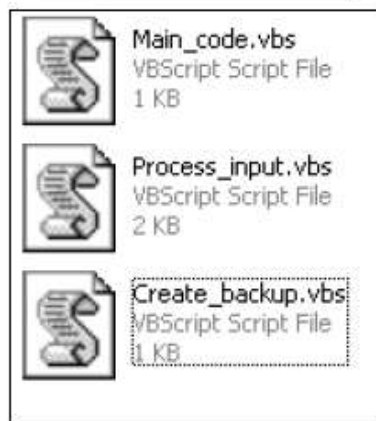 Main_code.vbs
VBScript Script File
1 KB
Process_input.vbs
VBScript Script File
2 KB
Create_backup.vbs
VBScript Script File
1 KB